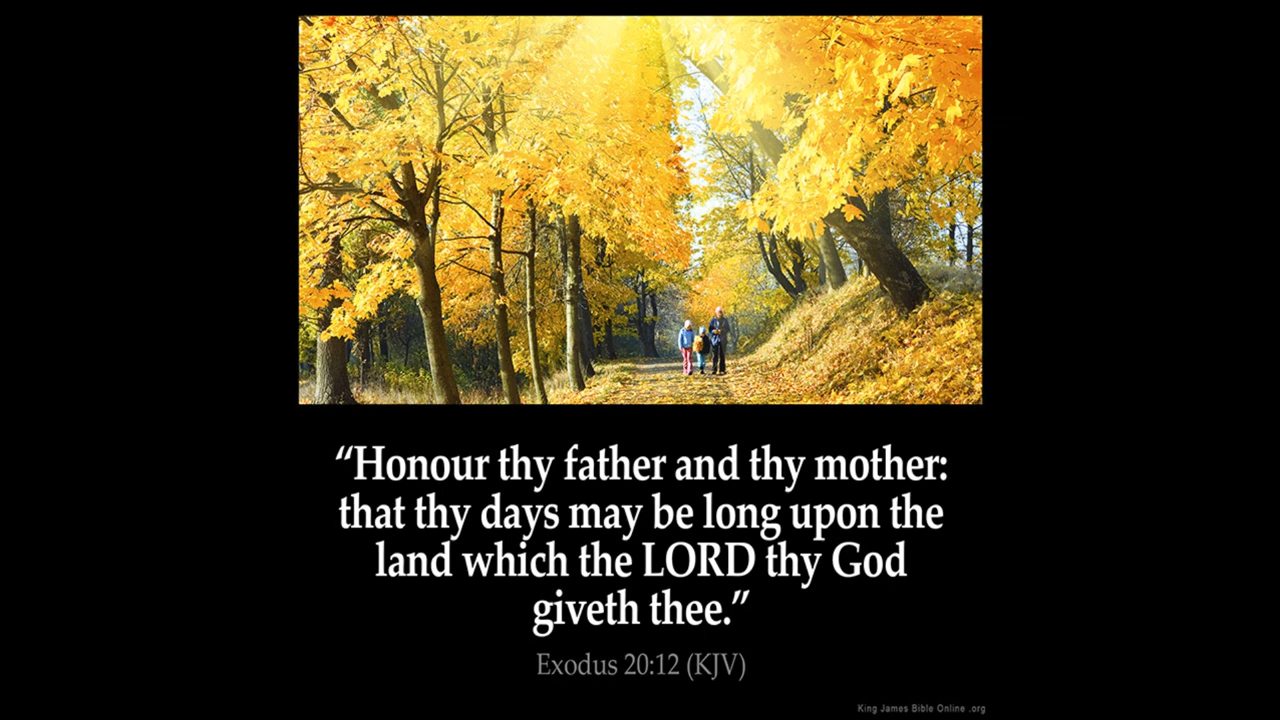 “Honour thy father and thy mother:
that thy days may be long upon the
land which the LORD thy God
giveth thee.”
Exodus 20:12 (KJV)
King James Bible Online .org